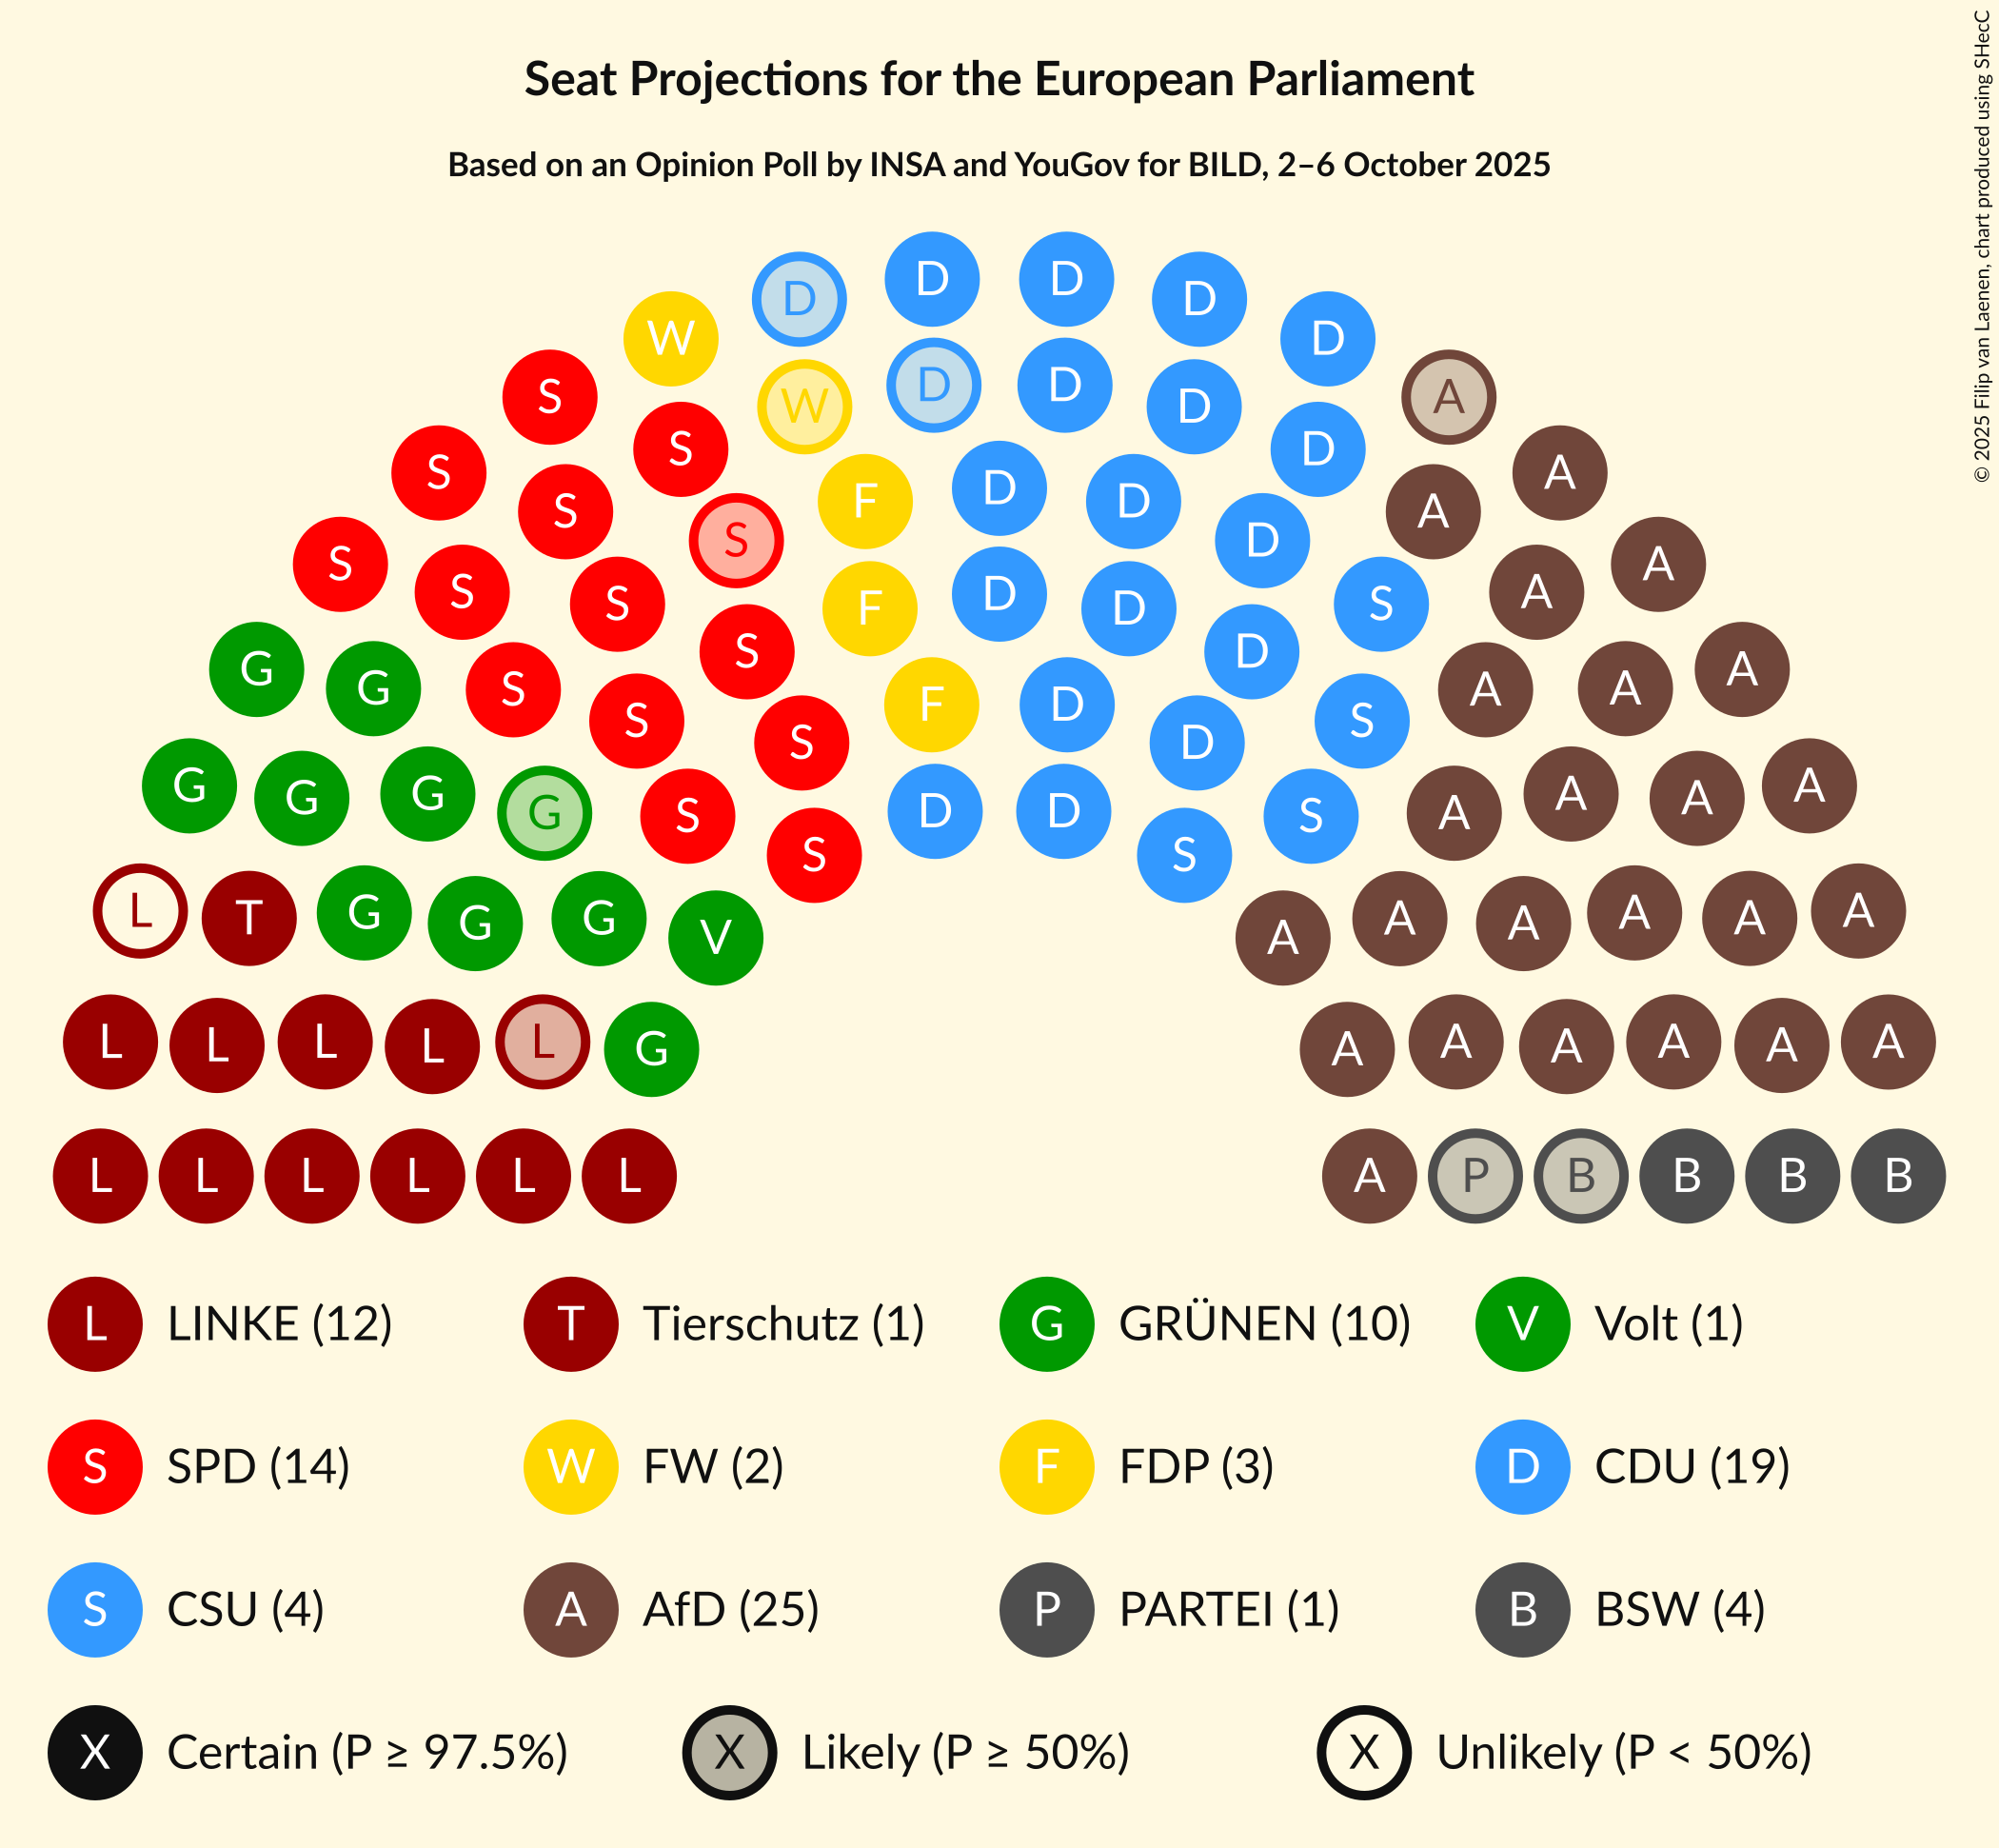 Seat Projections for the European Parliament
Based on an Opinion Poll by INSA and YouGov for BILD, 2–6 October 2025
© 2025 Filip van Laenen, chart produced using SHecC
D D
D D
W D
D D
S W D A
S S D D
S A
F D D
S A A
S D
S A
F D D
S S S A
S D
G G S A A A
F D
S S
S D
G G G A A A
G D D A
S S
S S
L T G G G A A A A A
V A
L L L L L G A A A A A A
L L L L L L A P B B B B
L LINKE (12) T Tierschutz (1) G GRÜNEN (10) V Volt (1)
S SPD (14) W FW (2) F FDP (3) D CDU (19)
S CSU (4) A AfD (25) P PARTEI (1) B BSW (4)
X Certain (P ≥ 97.5%) X Likely (P ≥ 50%) X Unlikely (P < 50%)